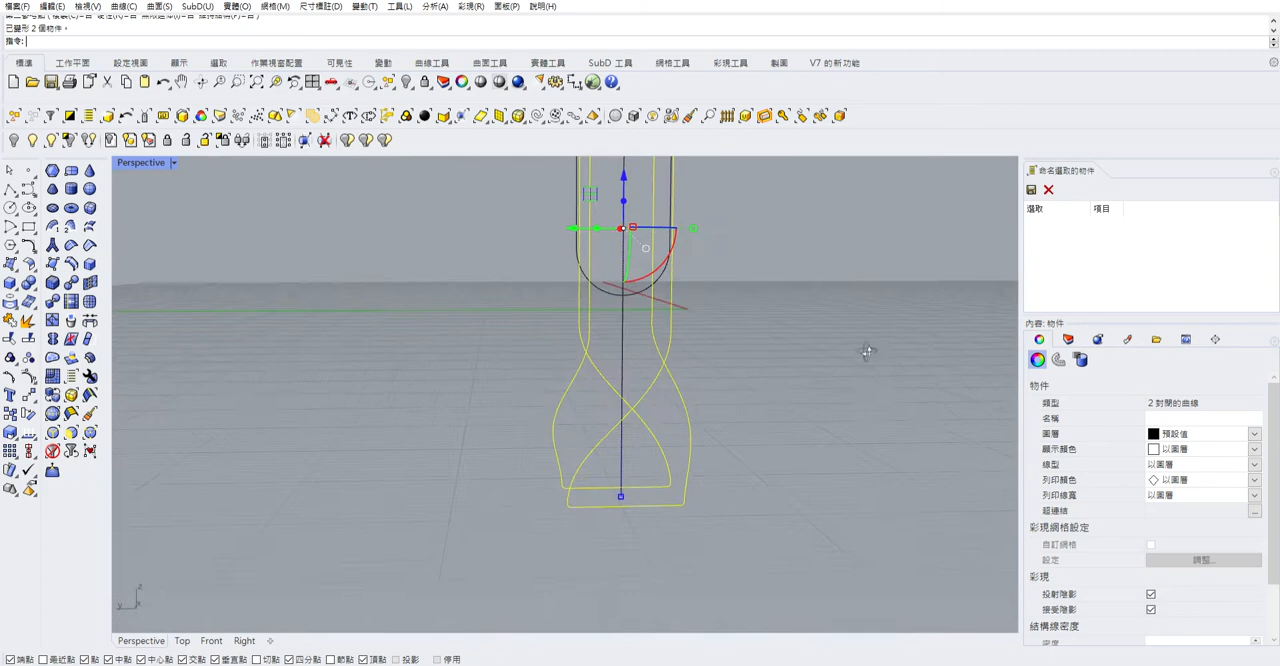 檔案(F) 編輯(E) 檢視(V) 曲線(C) 曲面(S) SubD(U) 實體(O) 網格(M) 尺寸標註(D) 變動(T) 工具(L) 分析(A) 彩現(R) 面板(P) 說明(H)
已變形 2 個物件。
指令:
標準 工作平面 設定視圖 顯示 選取 作業視窗配置 可見性 變動 曲線工具 曲面工具 實體工具 SubD 工具 網格工具 彩現工具 製圖 V7 的新功能
Perspective
命名選取的物件
選取 項目
內容: 物件
物件
類型 2 封閉的曲線
名稱
圖層 預設值
顯示顏色 以圖層
線型 以圖層
列印顏色 以圖層
列印線寬 以圖層
超連結 ...
彩現網格設定
自訂網格
設定 調整...
彩現
投射陰影
接受陰影
結構線密度
密度
z
y x
Perspective Top Front Right
端點 最近點 點 中點 中心點 交點 垂直點 切點 四分點 節點 頂點 投影 停用